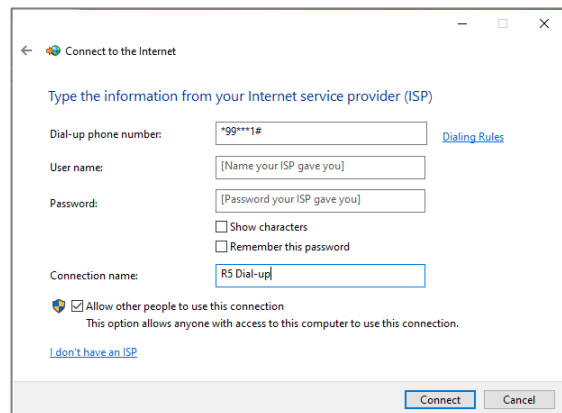 Connect to the Internet
Type the information from your Internet service provider (ISP)
Dial-up phone number: *99***1# Dialing Rules
User name: [Name your ISP gave you]
Password: [Password your ISP gave you]
Show characters
Remember this password
Connection name: R5 Dial-up
Allow other people to use this connection
This option allows anyone with access to this computer to use this connection.
I don't have an ISP
Connect Cancel